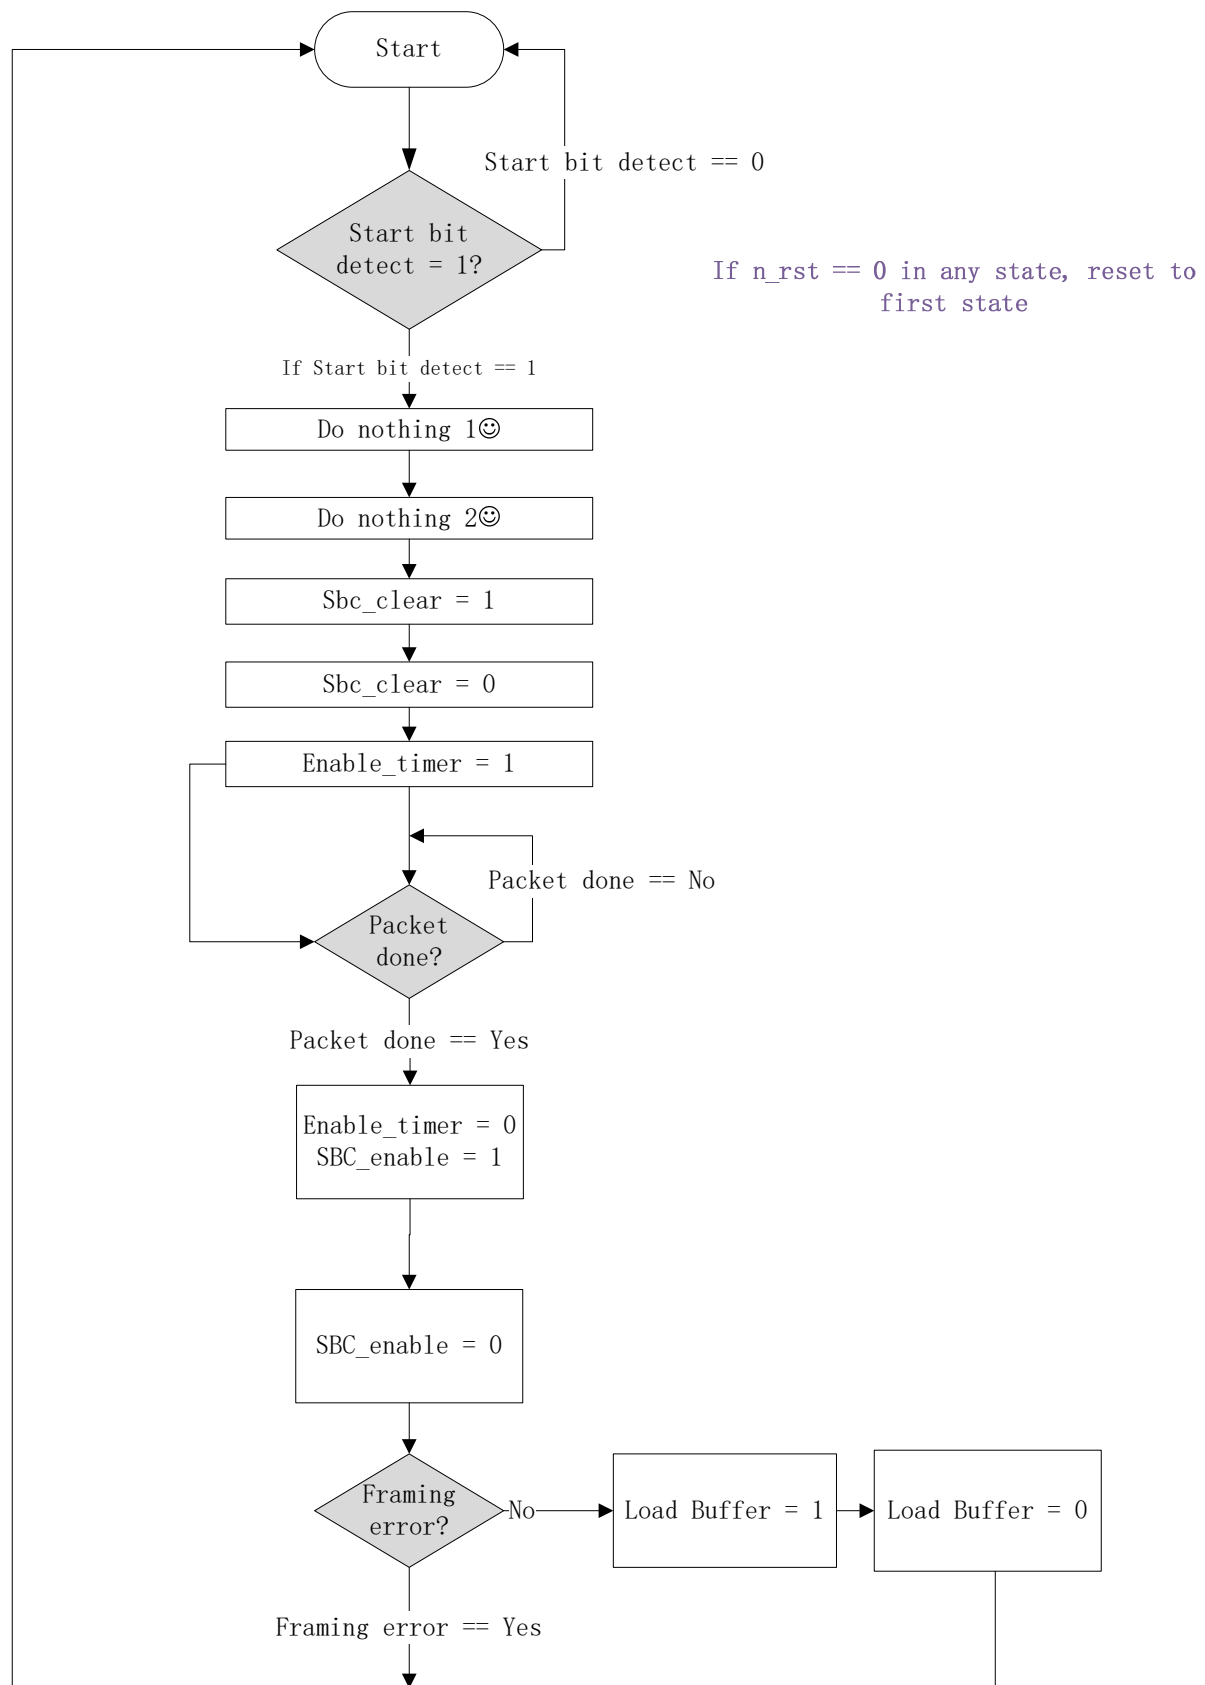 Start
Start bit detect == 0
Start bit
detect = 1?
If n_rst == 0 in any state, reset to
first state
If Start bit detect == 1
Do nothing 1☺
Do nothing 2☺
Sbc_clear = 1
Sbc_clear = 0
Enable_timer = 1
Packet done == No
Packet
done?
Packet done == Yes
Enable_timer = 0
SBC_enable = 1
SBC_enable = 0
Framing
error?
No
Load Buffer = 1
Load Buffer = 0
Framing error == Yes